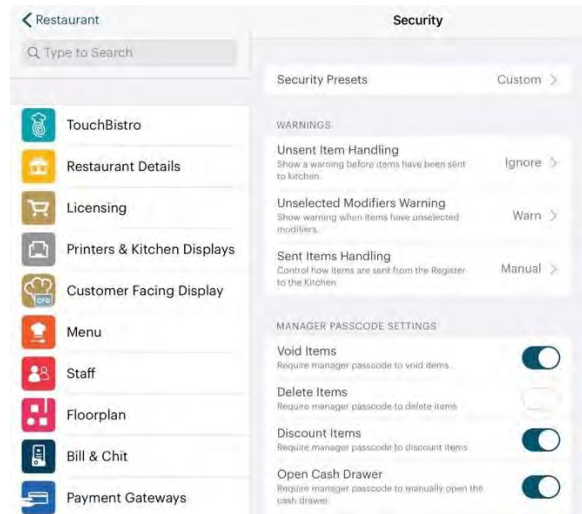 Restaurant
Security
Type to Search
Security Presets
Custom
TouchBistro
Restaurant Details
Licensing
Printers & Kitchen Displays
CFD
Customer Facing Display
Menu
Staff
Floorplan
Bill & Chit
Payment Gateways
WARNINGS
Unsent Item Handling
Show a warning before items have been sent
to kitchen.
Ignore
Unselected Modifiers Warning
Show warning when items have unselected
modifiers.
Warn
Sent Items Handling
Control how items are sent from the Register
to the Kitchen
Manual
MANAGER PASSCODE SETTINGS
Void Items
Require manager passcode to void items
Delete Items
Require manager passcode to delete items
Discount Items
Require manager passcode to discount items
Open Cash Drawer
Require manager passcode to manually open the
cash drawer